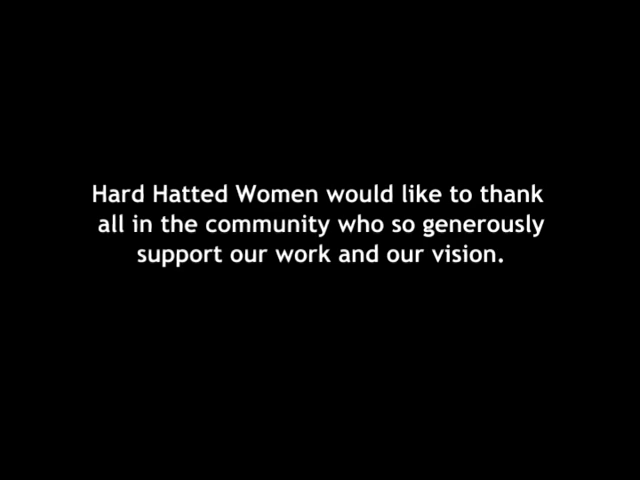 Hard Hatted Women would like to thank
all in the community who so generously
support our work and our vision.